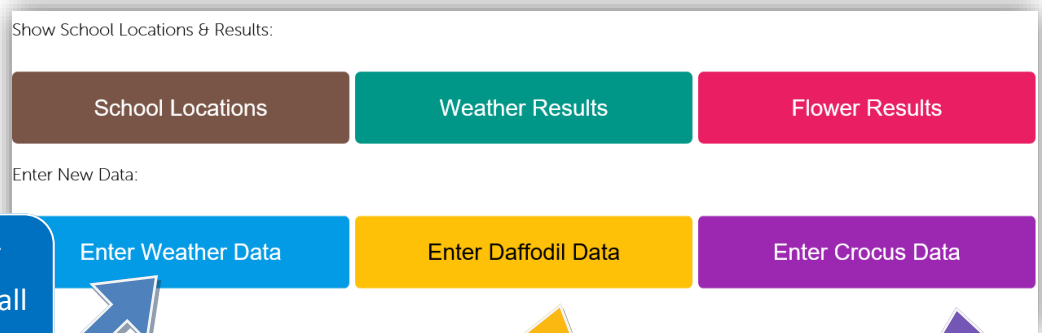 Show School Locations & Results:
School Locations
Weather Results
Flower Results
Enter New Data:
Enter Weather Data
Enter Daffodil Data
Enter Crocus Data
all